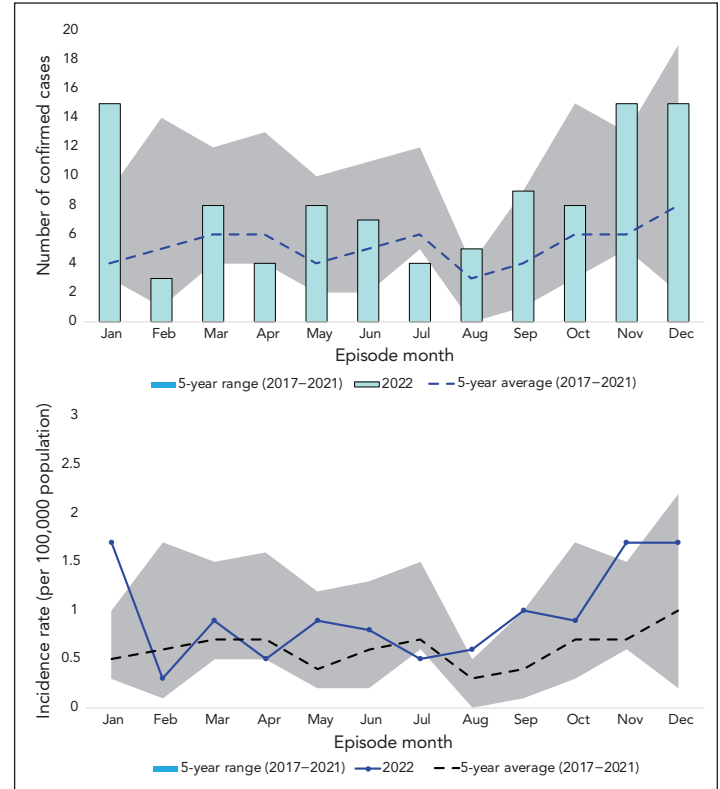 Number of confirmed cases
20
18
16
14
12
10
8
6
4
2
0
Jan Feb Mar Apr May Jun Jul Aug Sep Oct Nov Dec
Episode month
5-year range (2017–2021) 2022 5-year average (2017–2021)
Incidence rate (per 100,000 population)
3
2.5
2
1.5
1
0.5
0
Jan Feb Mar Apr May Jun Jul Aug Sep Oct Nov Dec
Episode month
5-year range (2017–2021) 2022 5-year average (2017–2021)